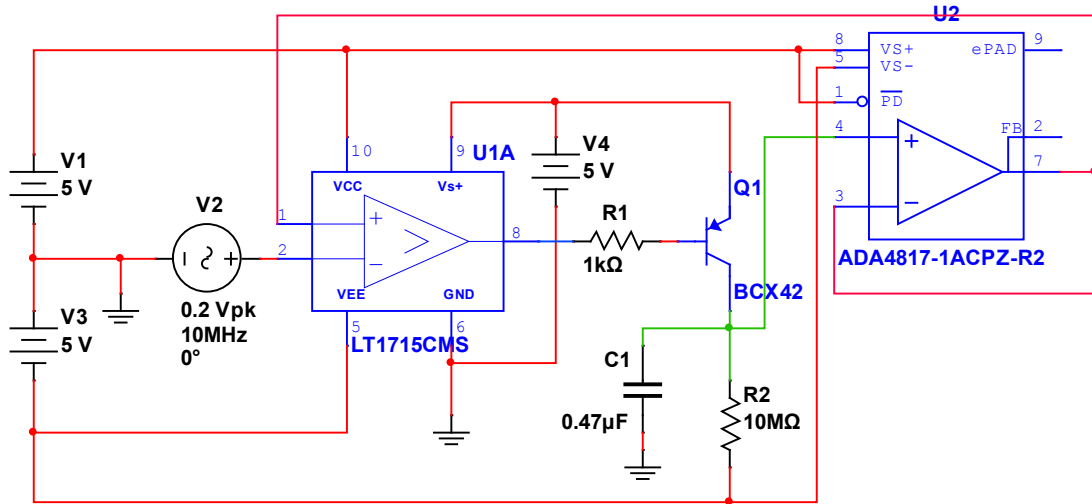 U2
8
VS+
ePAD
9
5
VS-
1
PD
4
FB
2
7
3
ADA4817-1ACPZ-R2
V1
5 V
V2
0.2 Vpk
10MHz
0°
V3
5 V
10
9
U1A
VCC
Vs+
1
2
8
VEE
GND
5
6
LT1715CMS
V4
5 V
R1
1kΩ
Q1
BCX42
C1
0.47µF
R2
10MΩ